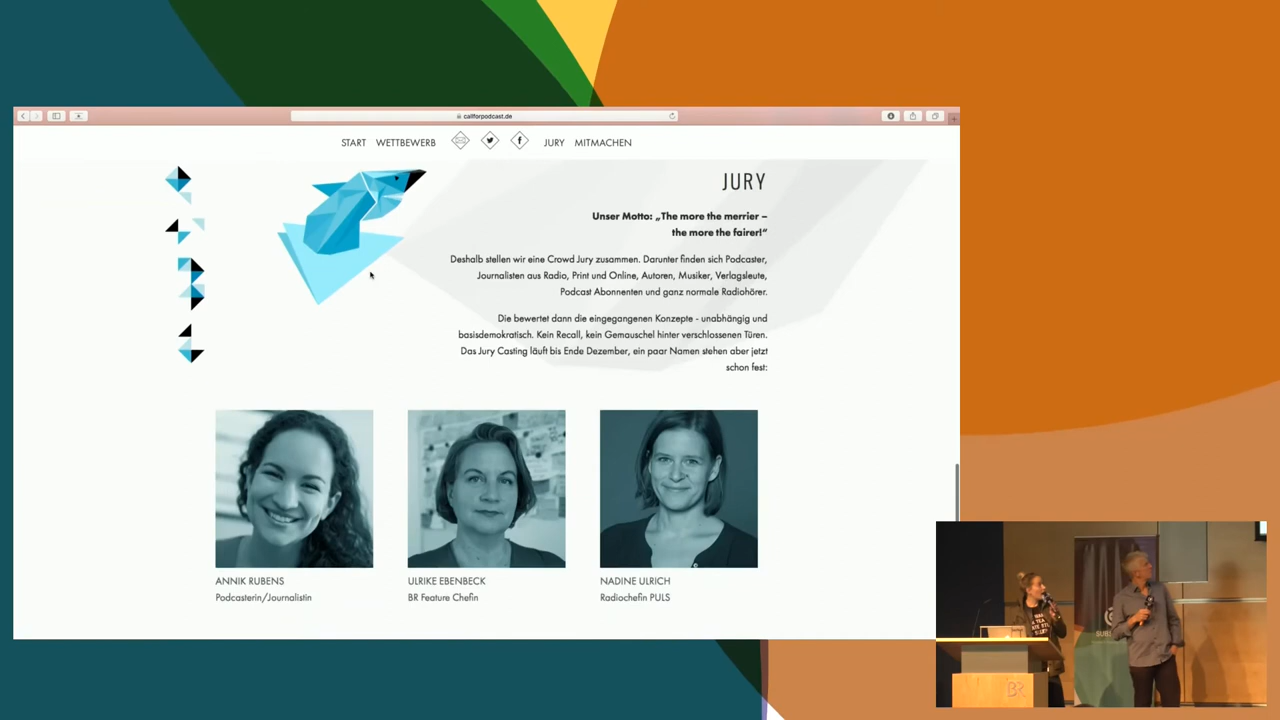 callforpodcast.de
START WETTBEWERB JURY MITMACHEN
JURY
Unser Motto: „The more the merrier –
the more the fairer!“
Deshalb stellen wir eine Crowd Jury zusammen. Darunter finden sich Podcaster,
Journalisten aus Radio, Print und Online, Autoren, Musiker, Verlagsleute,
Podcast Abonnenten und ganz normale Radiohörer.
Die bewertet dann die eingegangenen Konzepte - unabhängig und
basisdemokratisch. Kein Recall, kein Gemauschel hinter verschlossenen Türen.
Das Jury Casting läuft bis Ende Dezember, ein paar Namen stehen aber jetzt
schon fest:
ANNIK RUBENS
Podcasterin/Journalistin
ULRIKE EBENBECK
BR Feature Chefin
NADINE ULRICH
Radiochefin PULS
BR